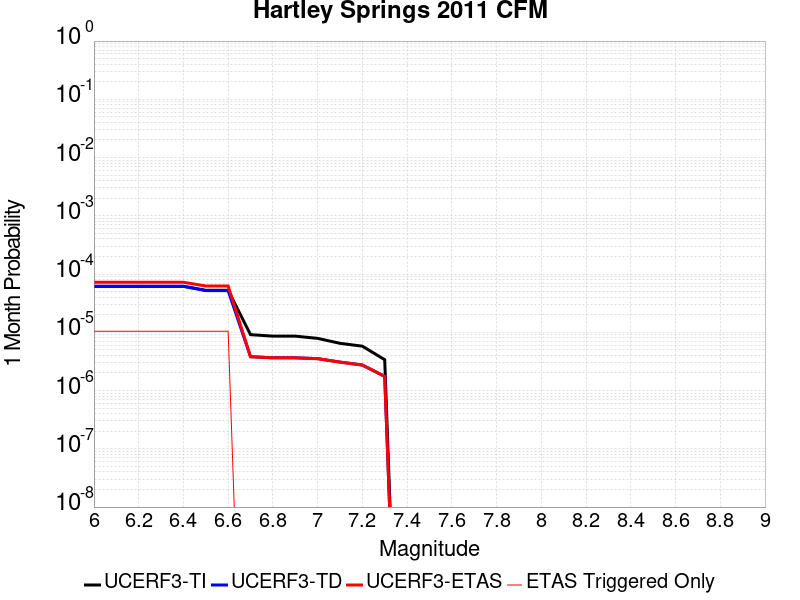 Hartley Springs 2011 CFM
10^0
10^-1
10^-2
10^-3
10^-4
10^-5
10^-6
10^-7
10^-8
1 Month Probability
6 6.2 6.4 6.6 6.8 7 7.2 7.4 7.6 7.8 8 8.2 8.4 8.6 8.8 9
Magnitude
UCERF3-TI UCERF3-TD UCERF3-ETAS ETAS Triggered Only